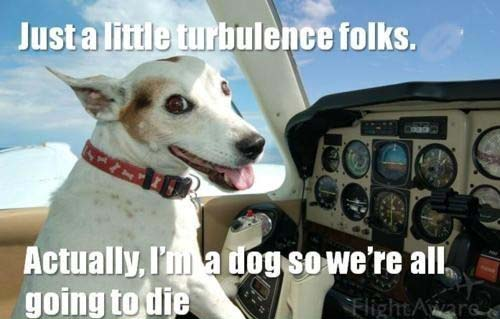 Just a little turbulence folks.
Actually, I'm a dog so we're all
going to die
FlightAware